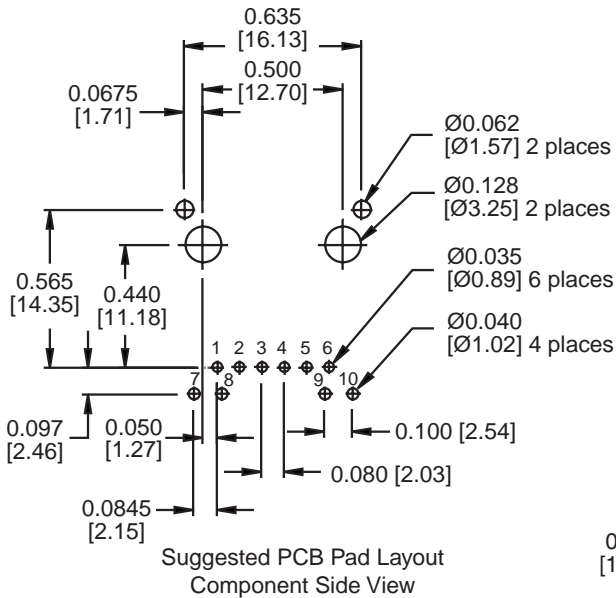 0.635
[16.13]
0.500
[12.70]
0.0675
[1.71]
Ø0.062
[Ø1.57] 2 places
Ø0.128
[Ø3.25] 2 places
0.565
[14.35]
0.440
[11.18]
Ø0.035
[Ø0.89] 6 places
Ø0.040
[Ø1.02] 4 places
1 2 3 4 5 6
7 8 9 10
0.097
[2.46]
0.050
[1.27]
0.100 [2.54]
0.080 [2.03]
0.0845
[2.15]
Suggested PCB Pad Layout
Component Side View
0
[1